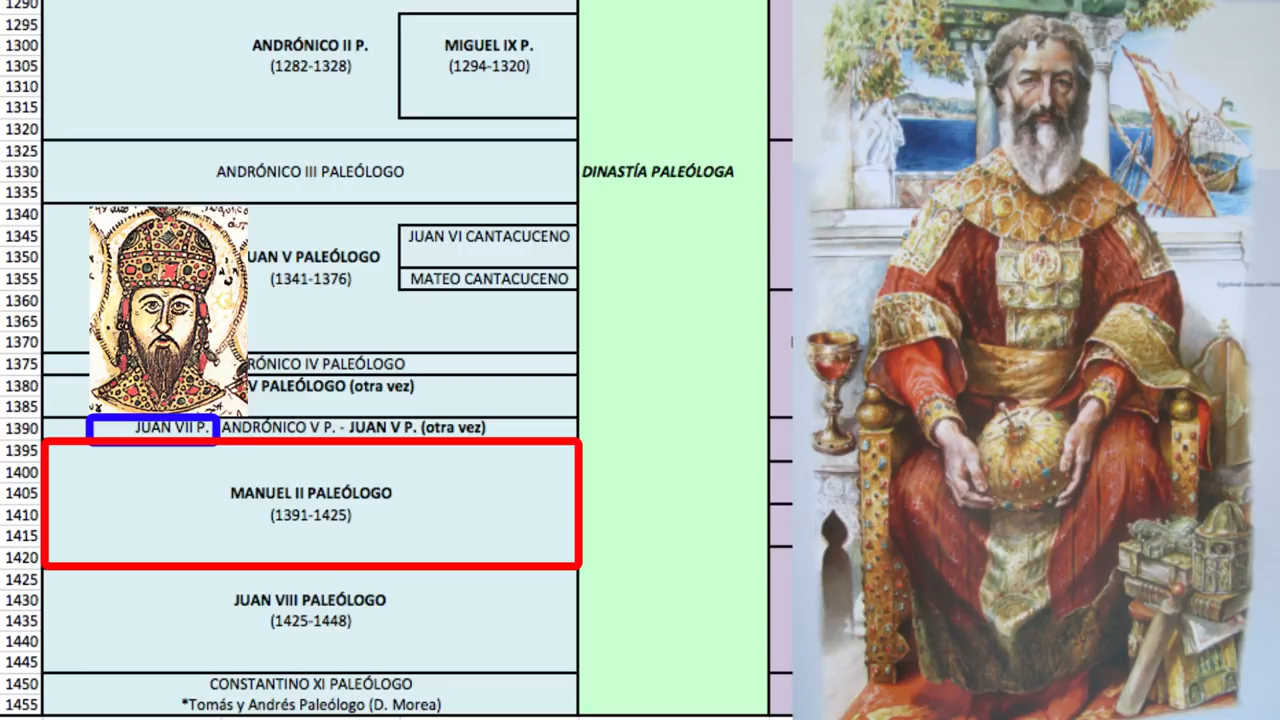 1290
1295
1300
1305
1310
1315
1320
1325
1330
1335
1340
1345
1350
1355
1360
1365
1370
1375
1380
1385
1390
1395
1400
1405
1410
1415
1420
1425
1430
1435
1440
1445
1450
1455
ANDRÓNICO II P.
(1282-1328)
MIGUEL IX P.
(1294-1320)
ANDRÓNICO III PALEÓLOGO
UAN V PALEÓLOGO
(1341-1376)
JUAN VI CANTACUCENO
MATEO CANTACUCENO
RÓNICO IV PALEÓLOGO
V PALEÓLOGO (otra vez)
JUAN VII P. ANDRÓNICO V P. - JUAN V P. (otra vez)
MANUEL II PALEÓLOGO
(1391-1425)
JUAN VIII PALEÓLOGO
(1425-1448)
CONSTANTINO XI PALEÓLOGO
*Tomás y Andrés Paleólogo (D. Morea)
DINASTÍA PALEÓLOGA